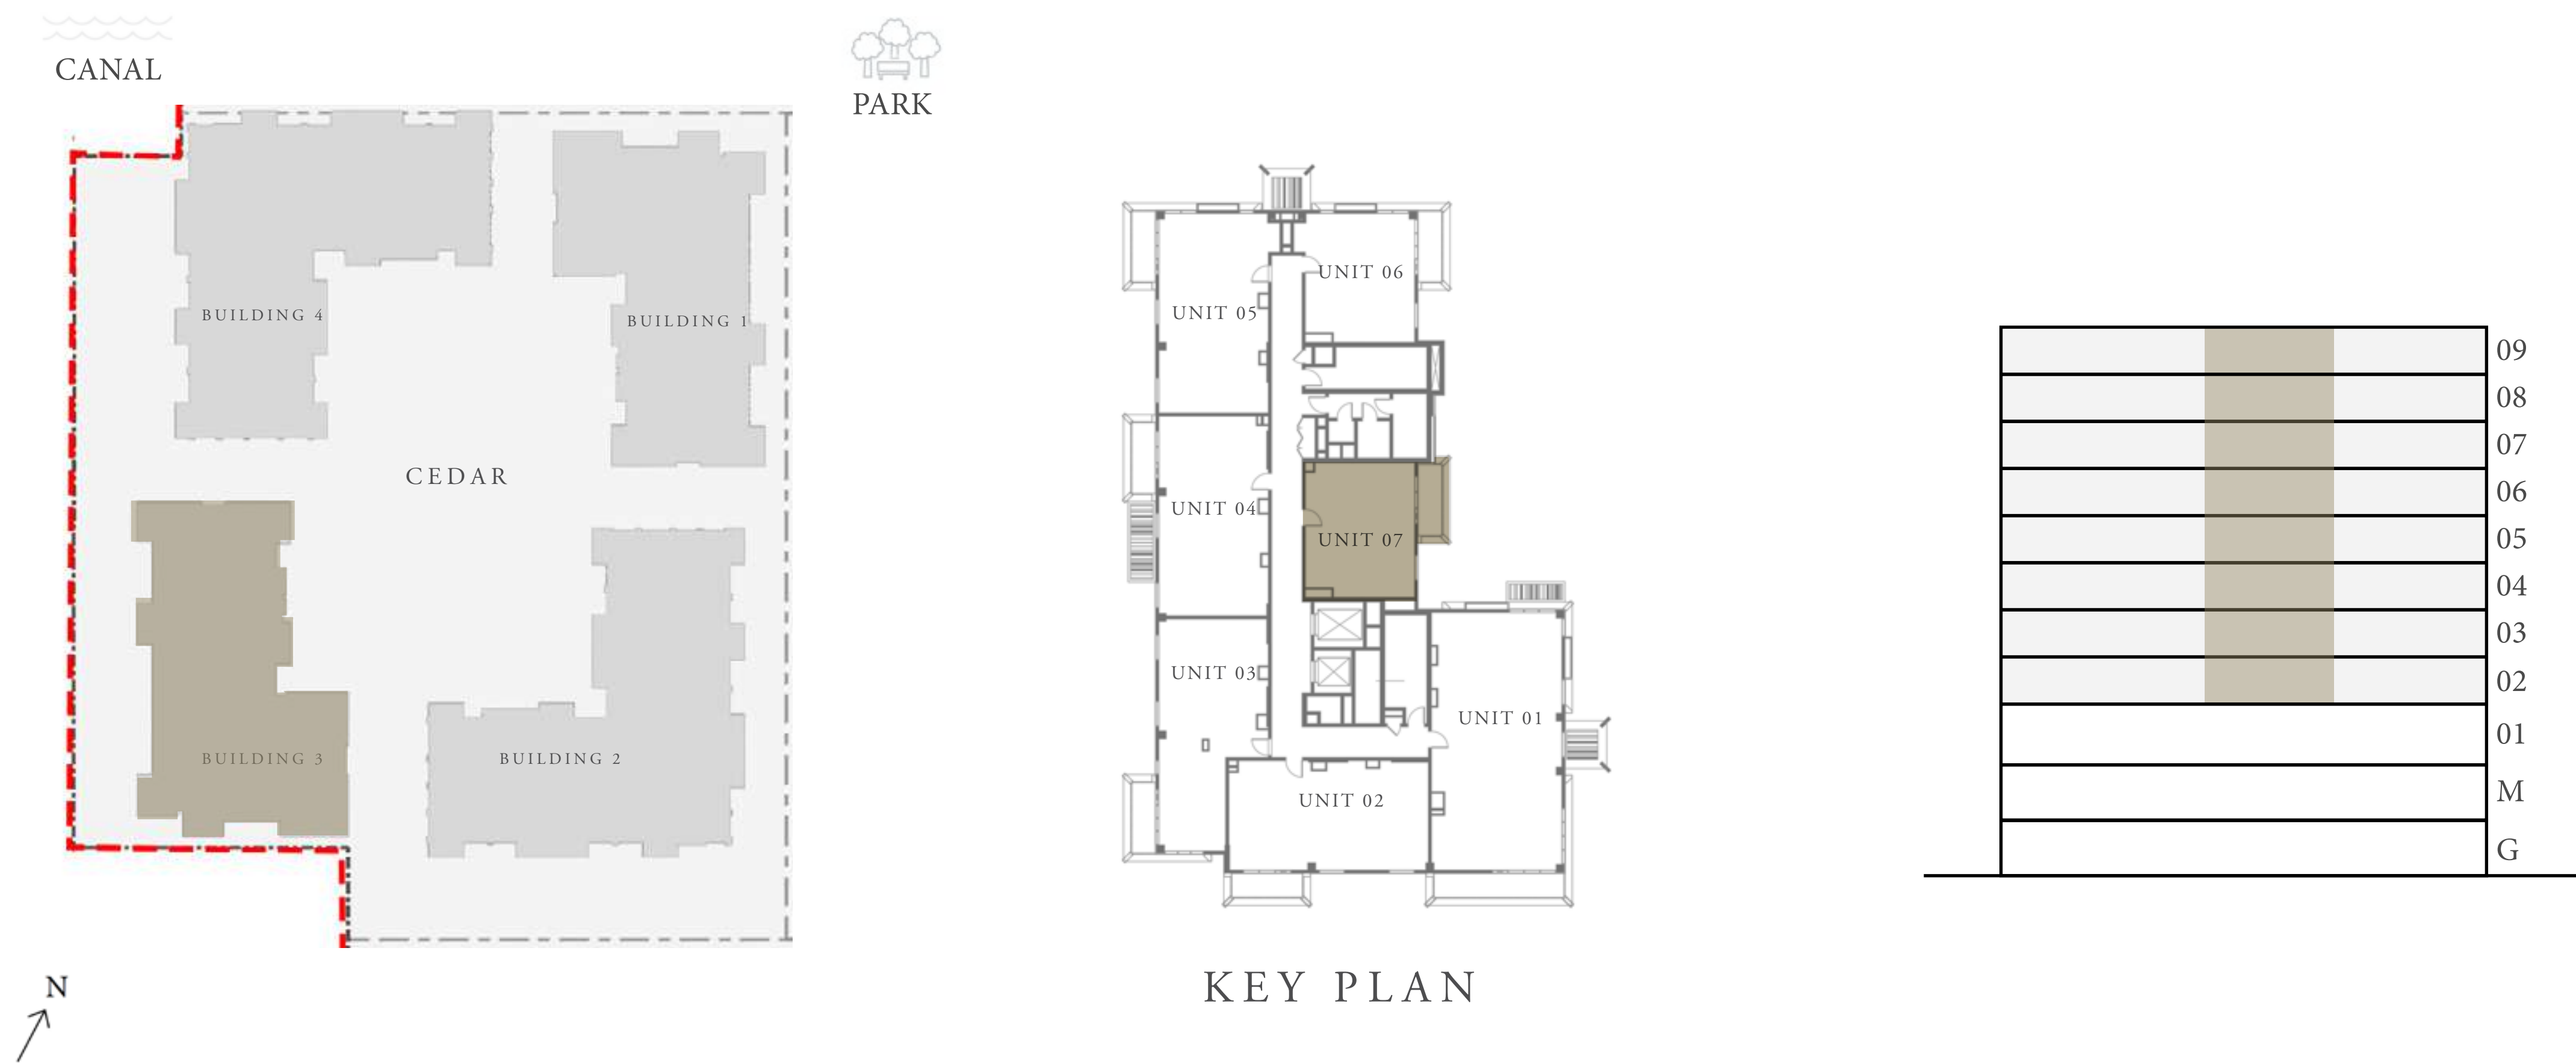 CANAL
PARK
BUILDING 4
BUILDING 1
CEDAR
BUILDING 3
BUILDING 2
N
UNIT 06
UNIT 05
UNIT 04
UNIT 07
UNIT 03
UNIT 01
UNIT 02
KEY PLAN
09
08
07
06
05
04
03
02
01
M
G